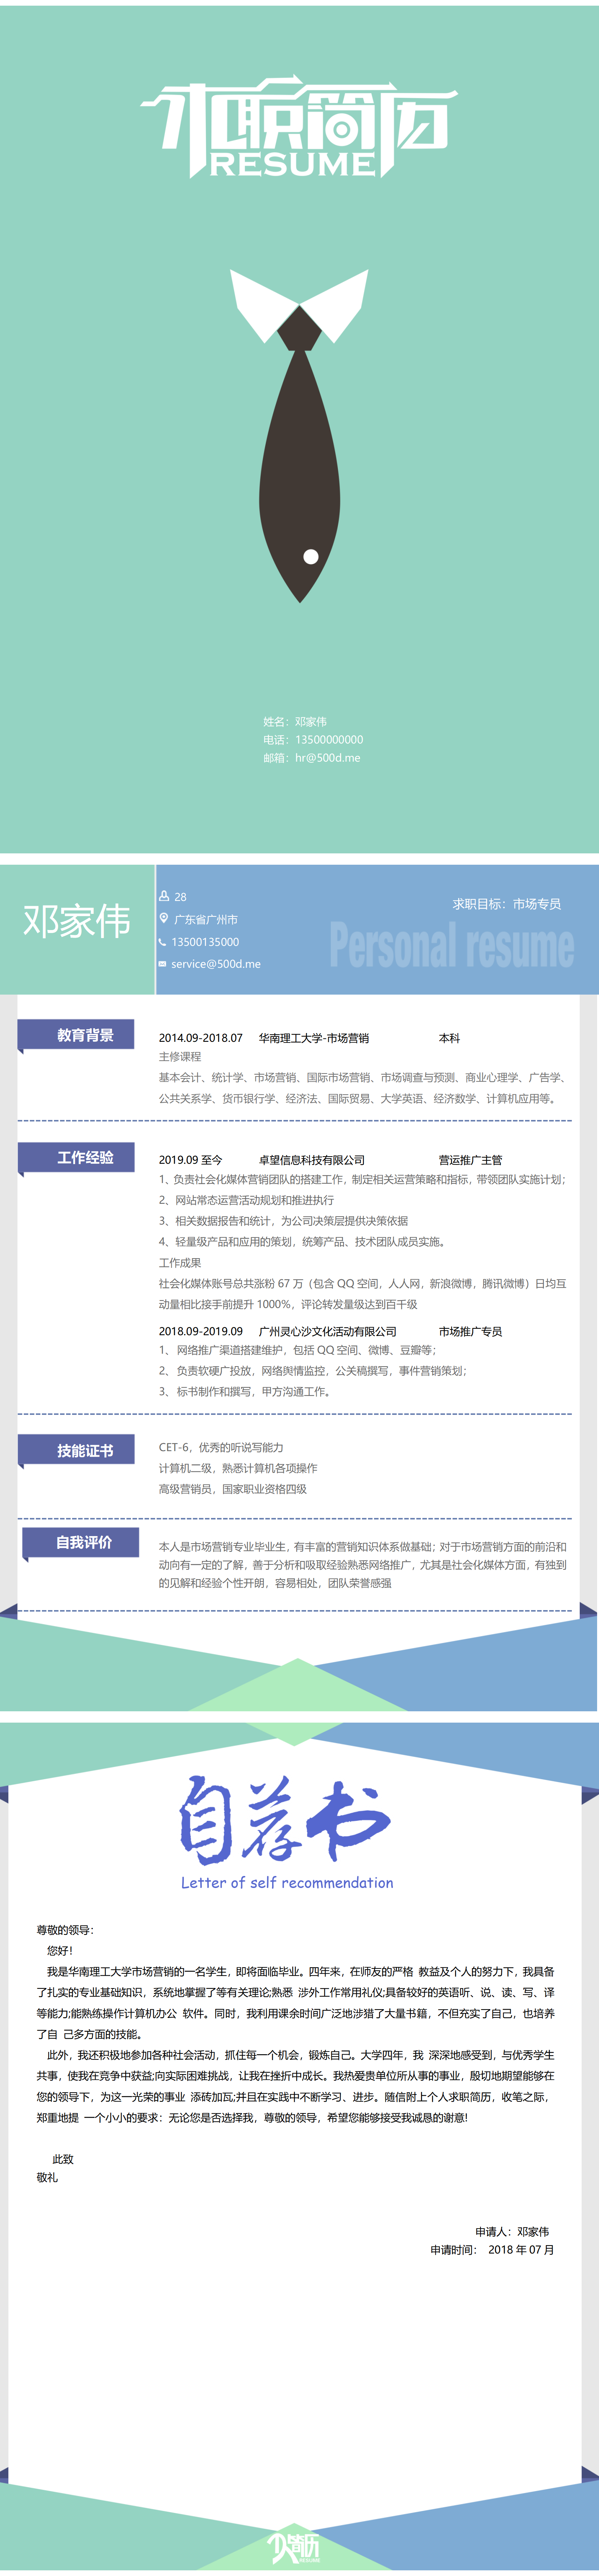 求职简历
RESUME
姓名：邓家伟
电话：13500000000
邮箱：hr@500d.me
邓家伟
28
广东省广州市
13500135000
service@500d.me
求职目标：市场专员
Personal resume
教育背景
2014.09-2018.07 华南理工大学-市场营销 本科
主修课程
基本会计、统计学、市场营销、国际市场营销、市场调查与预测、商业心理学、广告学、
公共关系学、货币银行学、经济法、国际贸易、大学英语、经济数学、计算机应用等。
工作经验
2019.09 至今 卓望信息科技有限公司 营运推广主管
1、负责社会化媒体营销团队的搭建工作，制定相关运营策略和指标，带领团队实施计划；
2、网站常态运营活动规划和推进执行
3、相关数据报告和统计，为公司决策层提供决策依据
4、轻量级产品和应用的策划，统筹产品、技术团队成员实施。
工作成果
社会化媒体账号总共涨粉 67 万（包含 QQ 空间，人人网，新浪微博，腾讯微博）日均互
动量相比接手前提升 1000%，评论转发量级达到百千级
2018.09-2019.09 广州灵心沙文化活动有限公司 市场推广专员
1、 网络推广渠道搭建维护，包括 QQ 空间、微博、豆瓣等；
2、 负责软硬广投放，网络舆情监控，公关稿撰写，事件营销策划；
3、 标书制作和撰写，甲方沟通工作。
技能证书
CET-6，优秀的听说写能力
计算机二级，熟悉计算机各项操作
高级营销员，国家职业资格四级
自我评价
本人是市场营销专业毕业生，有丰富的营销知识体系做基础；对于市场营销方面的前沿和
动向有一定的了解，善于分析和吸取经验熟悉网络推广，尤其是社会化媒体方面，有独到
的见解和经验个性开朗，容易相处，团队荣誉感强
自荐书
Letter of self recommendation
尊敬的领导：
您好！
我是华南理工大学市场营销的一名学生，即将面临毕业。四年来，在师友的严格 教益及个人的努力下，我具备
了扎实的专业基础知识，系统地掌握了等有关理论;熟悉 涉外工作常用礼仪;具备较好的英语听、说、读、写、译
等能力;能熟练操作计算机办公 软件。同时，我利用课余时间广泛地涉猎了大量书籍，不但充实了自己，也培养
了自 己多方面的技能。
此外，我还积极地参加各种社会活动，抓住每一个机会，锻炼自己。大学四年，我 深深地感受到，与优秀学生
共事，使我在竞争中获益;向实际困难挑战，让我在挫折中成长。我热爱贵单位所从事的事业，殷切地期望能够在
您的领导下，为这一光荣的事业 添砖加瓦;并且在实践中不断学习、进步。随信附上个人求职简历，收笔之际，
郑重地提 一个小小的要求：无论您是否选择我，尊敬的领导，希望您能够接受我诚恳的谢意!
此致
敬礼
申请人：邓家伟
申请时间： 2018 年 07 月
简历
RESUME